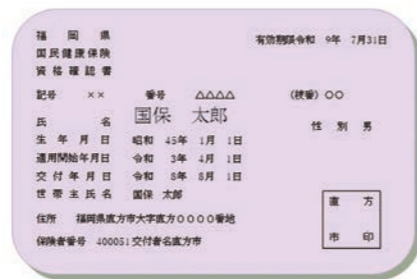 福岡県
有効期限令和 9年 7月31日
国民健康保険
資格確認書
記号 ×× 番号 △△△△ (枝番)○○
氏名 国保 太郎 性別 男
生年月日 昭和 45年 1月 1日
適用開始年月日 令和 3年 4月 1日
交付年月日 令和 8年 8月 1日
世帯主氏名 国保 太郎
住所 福岡県直方市大字直方○○○○番地
保険者番号 400051 交付者名直方市
直方
市印